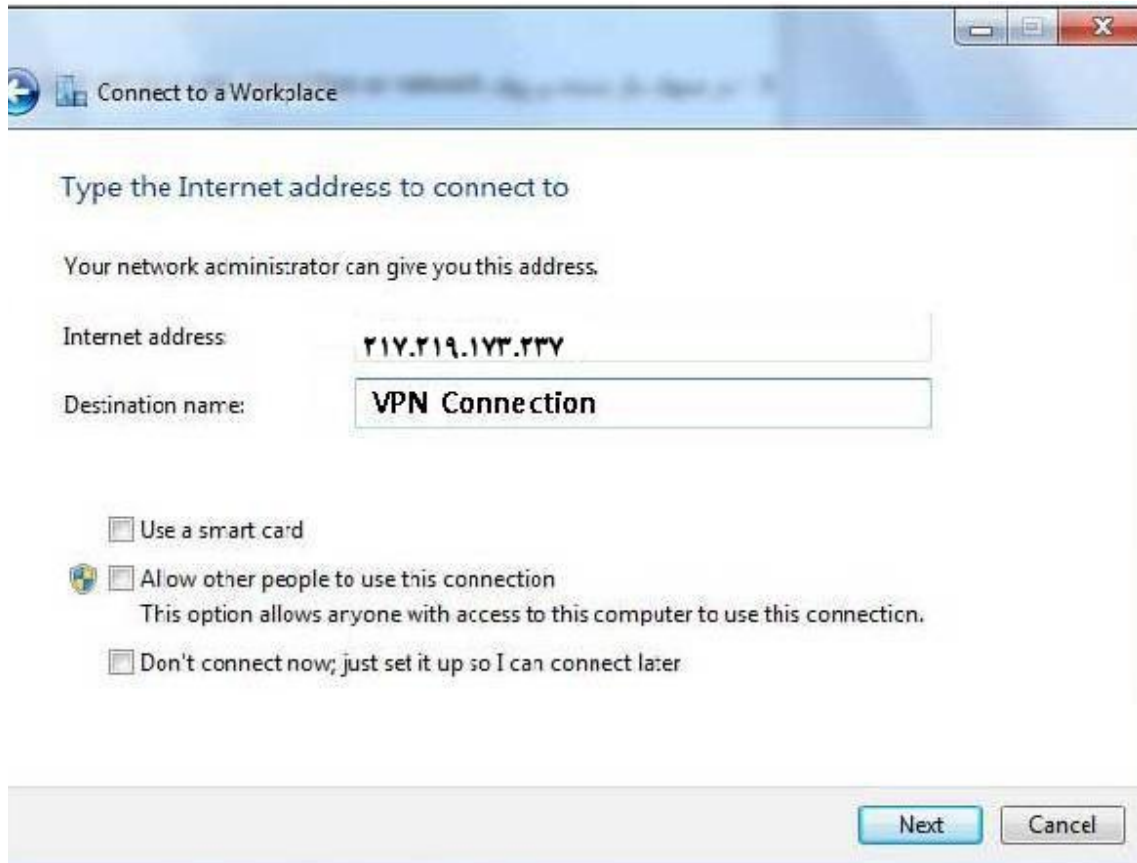 Connect to a Workplace
Type the Internet address to connect to
Your network administrator can give you this address.
Internet address:
۲۱۷.۲۱۹.۱۷۳.۲۳۷
Destination name:
VPN Connection
Use a smart card
Allow other people to use this connection
This option allows anyone with access to this computer to use this connection.
Don't connect now; just set it up so I can connect later
Next
Cancel